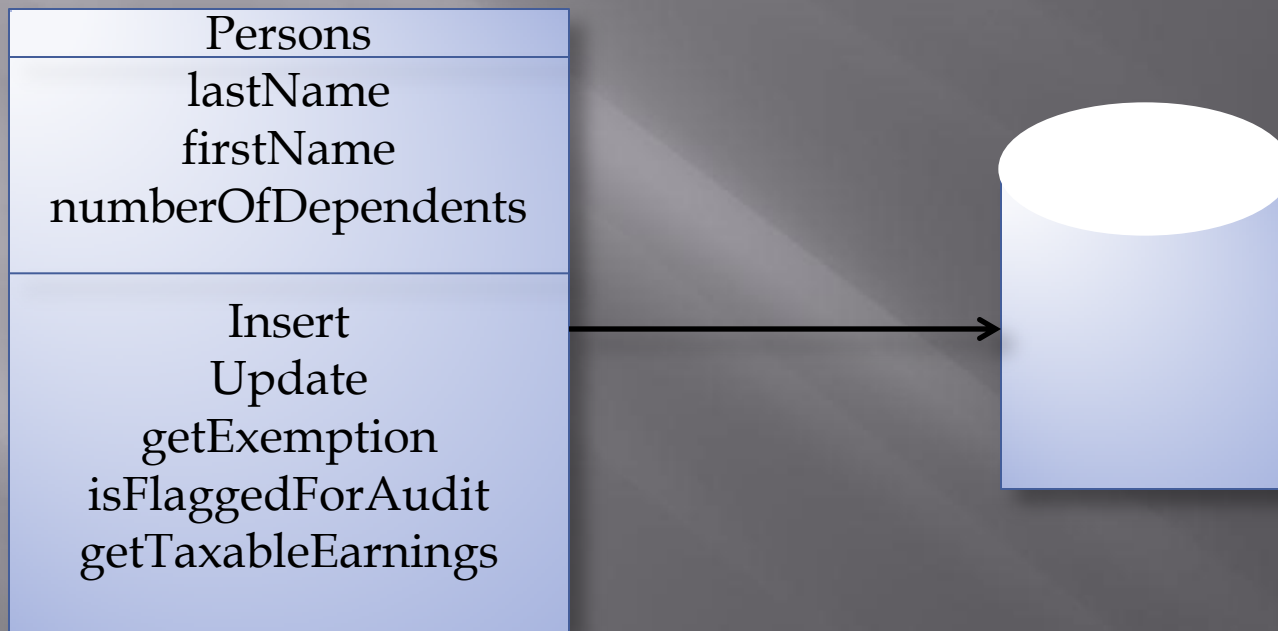 Persons
lastName
firstName
numberOfDependents
Insert
Update
getExemption
isFlaggedForAudit
getTaxableEarnings